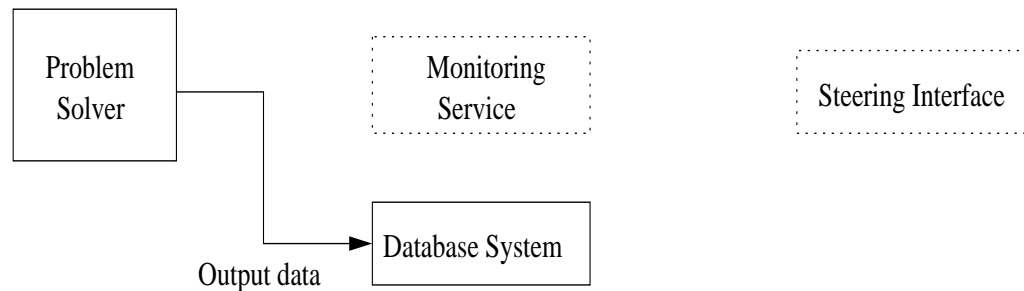 Problem
Solver
Monitoring
Service
Steering Interface
Database System
Output data